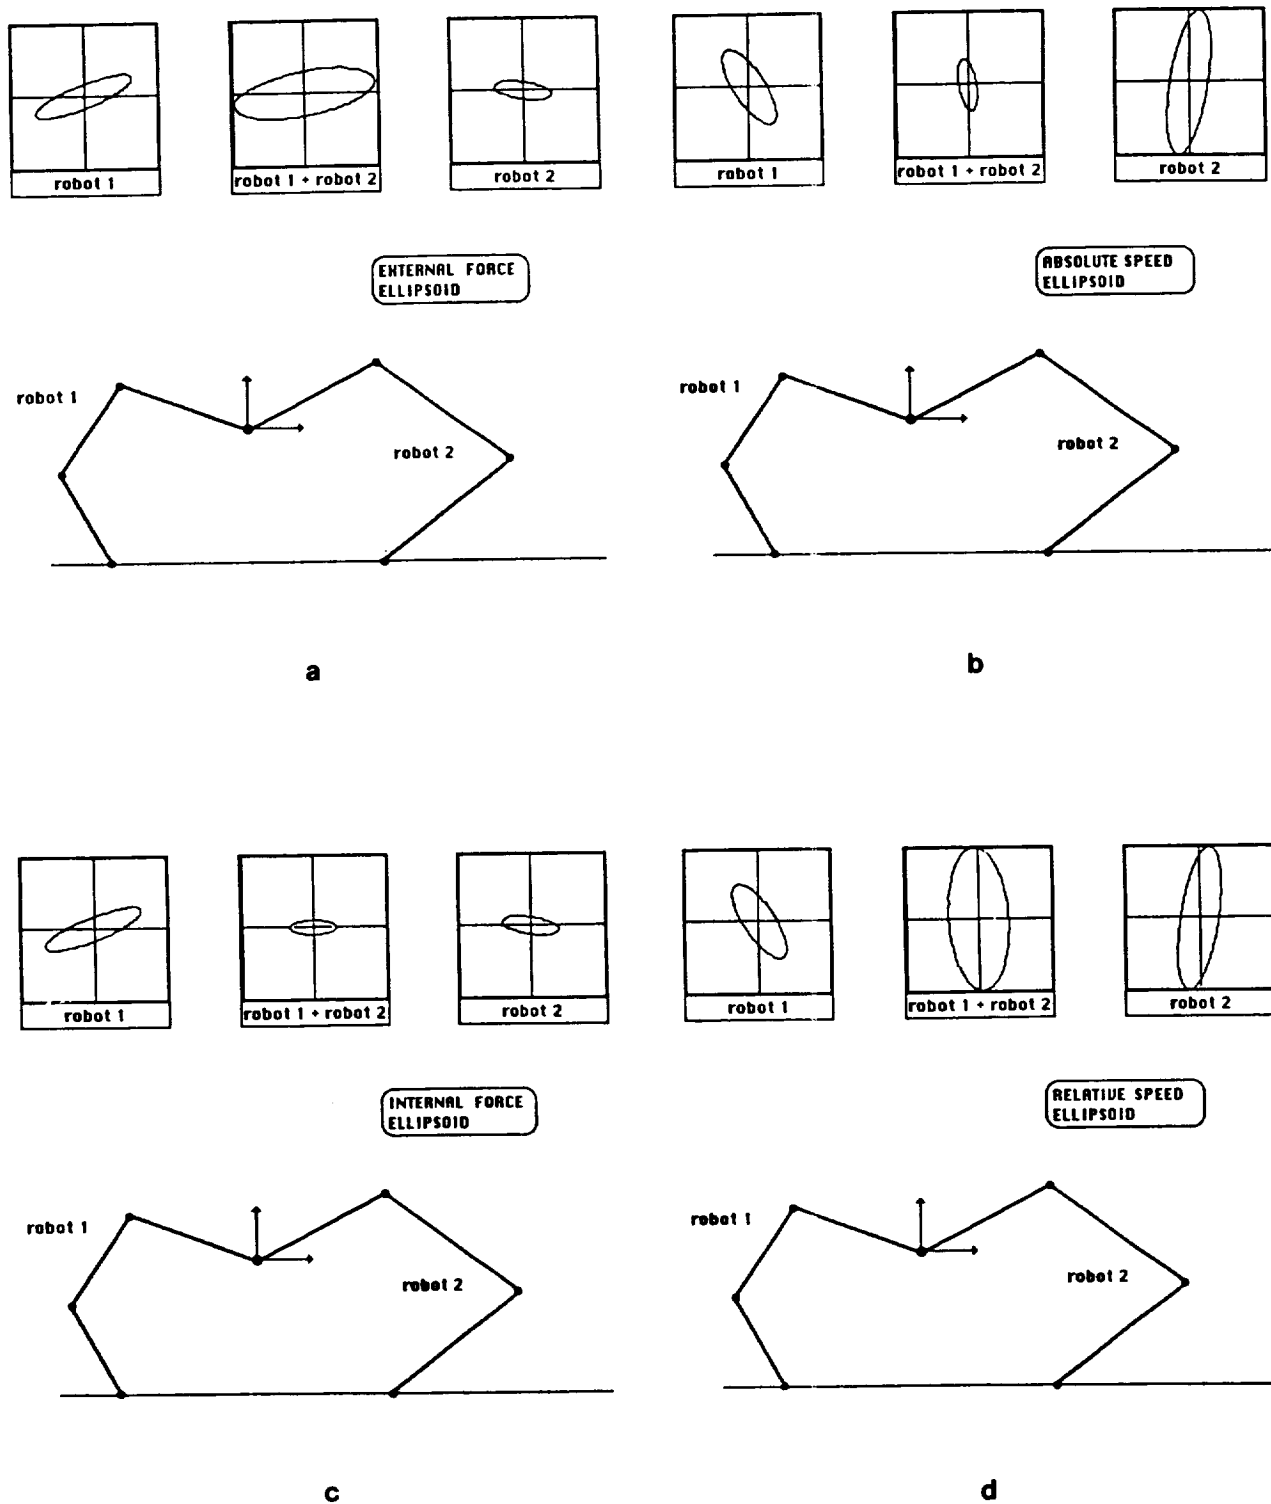 robot 1
robot 1 + robot 2
robot 2
EXTERNAL FORCE
ELLIPSOID
robot 1
robot 2
a
robot 1
robot 1 + robot 2
robot 2
ABSOLUTE SPEED
ELLIPSOID
robot 1
robot 2
b
robot 1
robot 1 + robot 2
robot 2
INTERNAL FORCE
ELLIPSOID
robot 1
robot 2
c
robot 1
robot 1 + robot 2
robot 2
RELATIVE SPEED
ELLIPSOID
robot 1
robot 2
d